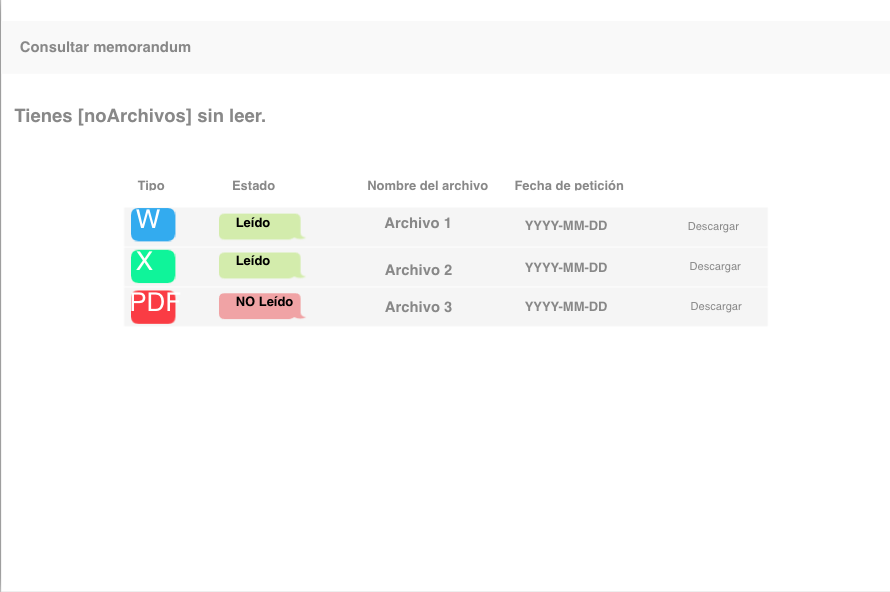 Consultar memorandum
Tienes [noArchivos] sin leer.
Tipo Estado Nombre del archivo Fecha de petición
W Leído Archivo 1 YYYY-MM-DD Descargar
X Leído Archivo 2 YYYY-MM-DD Descargar
PDF NO Leído Archivo 3 YYYY-MM-DD Descargar